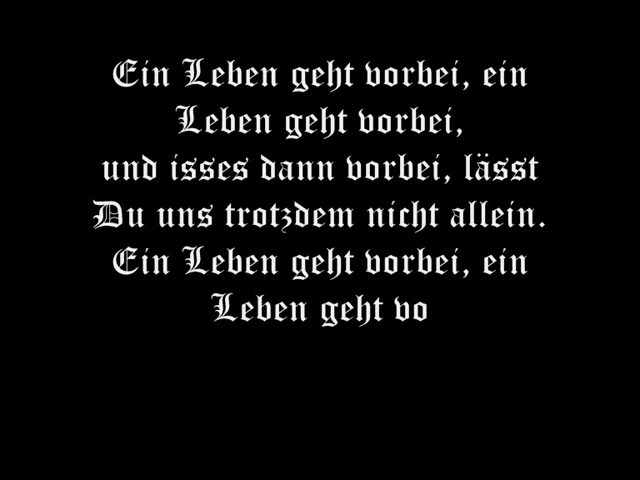 Ein Leben geht vorbei, ein
Leben geht vorbei,
und isses dann vorbei, lässt
Du uns trotzdem nicht allein.
Ein Leben geht vorbei, ein
Leben geht vo